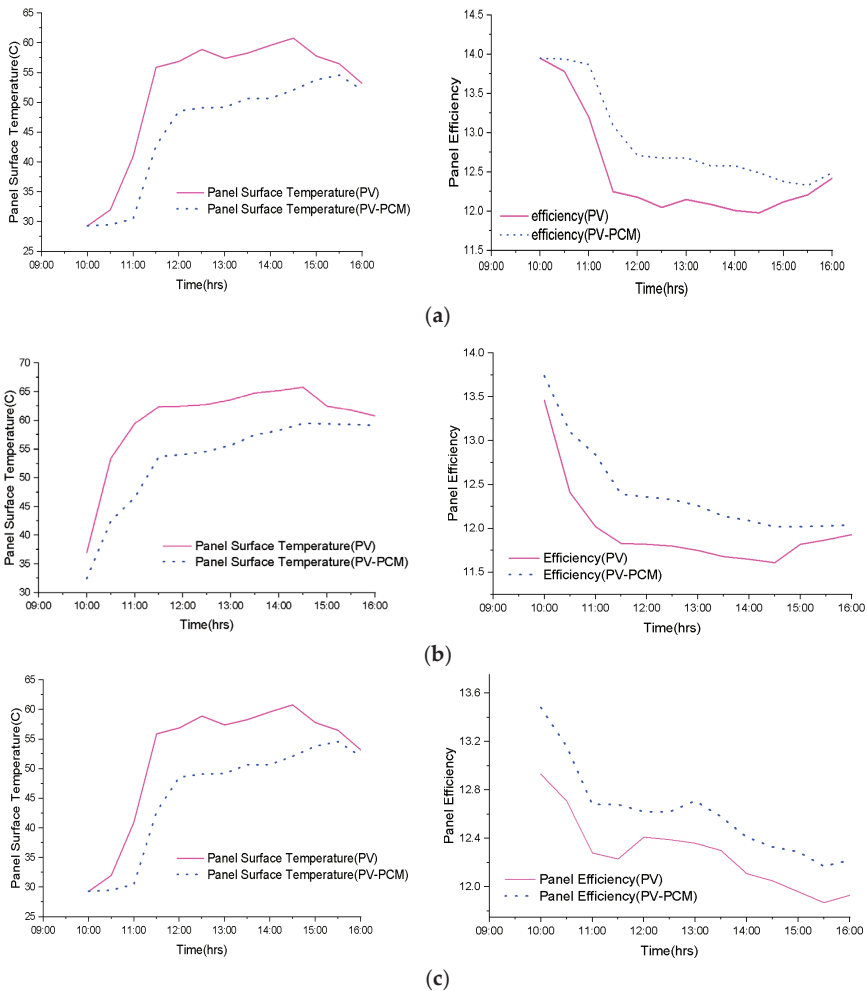 65
60
55
50
45
40
35
30
25
Panel Surface Temperature(C)
Panel Surface Temperature(PV)
Panel Surface Temperature(PV-PCM)
09:00 10:00 11:00 12:00 13:00 14:00 15:00 16:00
Time(hrs)
14.0
13.5
13.0
12.5
12.0
11.5
Panel Efficiency
efficiency(PV)
efficiency(PV-PCM)
09:00 10:00 11:00 12:00 13:00 14:00 15:00 16:00
Time(hrs)
(a)
70
65
60
55
50
45
40
35
30
Panel Surface Temperature(C)
Panel Surface Temperature(PV)
Panel Surface Temperature(PV-PCM)
09:00 10:00 11:00 12:00 13:00 14:00 15:00 16:00
Time(hrs)
14.0
13.5
13.0
12.5
12.0
11.5
Panel Efficiency
Efficiency(PV)
Efficiency(PV-PCM)
09:00 10:00 11:00 12:00 13:00 14:00 15:00 16:00
Time(hrs)
(b)
65
60
55
50
45
40
35
30
25
Panel Surface Temperature(C)
Panel Surface Temperature(PV)
Panel Surface Temperature(PV-PCM)
09:00 10:00 11:00 12:00 13:00 14:00 15:00 16:00
Time(hrs)
13.6
13.2
12.8
12.4
12.0
Panel Efficiency
Panel Efficiency(PV)
Panel Efficiency(PV-PCM)
09:00 10:00 11:00 12:00 13:00 14:00 15:00 16:00
Time(hrs)
(c)